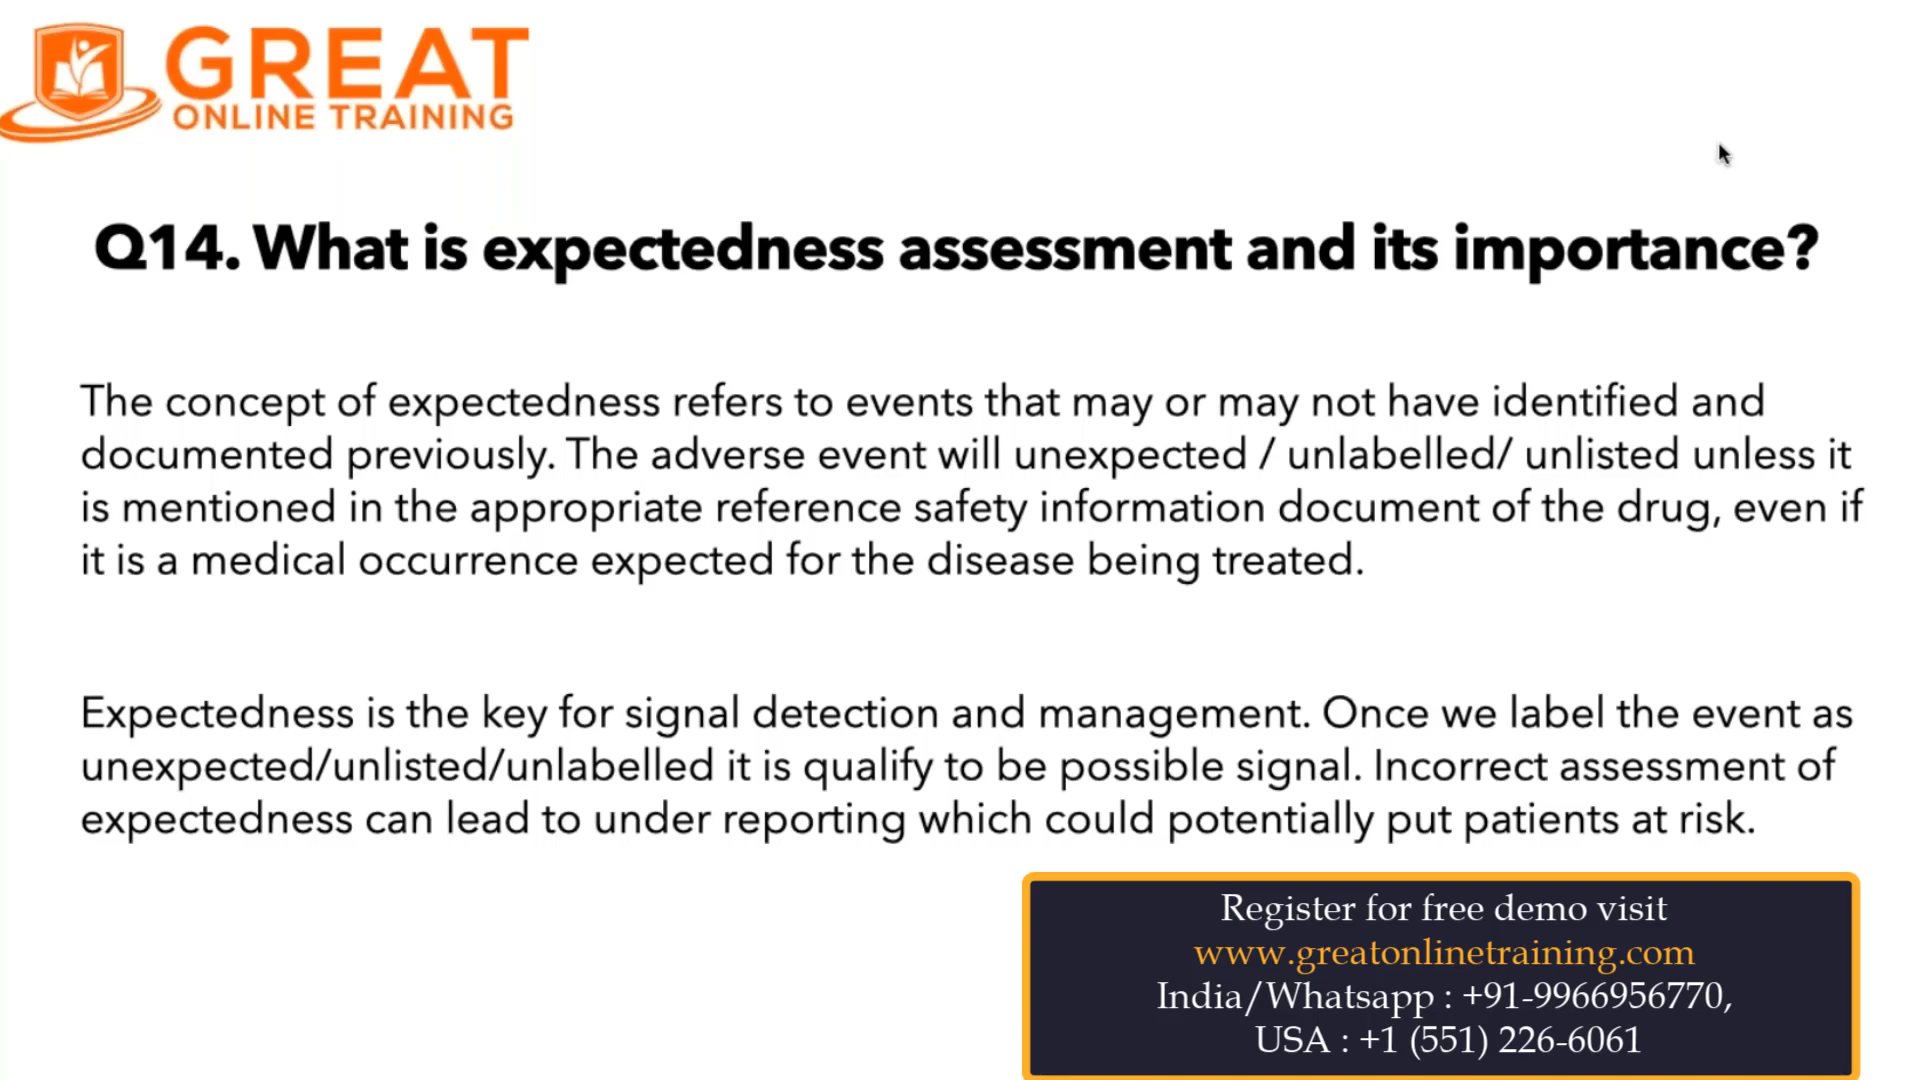 GREAT
ONLINE TRAINING
Q14. What is expectedness assessment and its importance?
The concept of expectedness refers to events that may or may not have identified and
documented previously. The adverse event will unexpected / unlabelled/ unlisted unless it
is mentioned in the appropriate reference safety information document of the drug, even if
it is a medical occurrence expected for the disease being treated.
Expectedness is the key for signal detection and management. Once we label the event as
unexpected/unlisted/unlabelled it is qualify to be possible signal. Incorrect assessment of
expectedness can lead to under reporting which could potentially put patients at risk.
Register for free demo visit
www.greatonlinetraining.com
India/Whatsapp : +91-9966956770,
USA : +1 (551) 226-6061